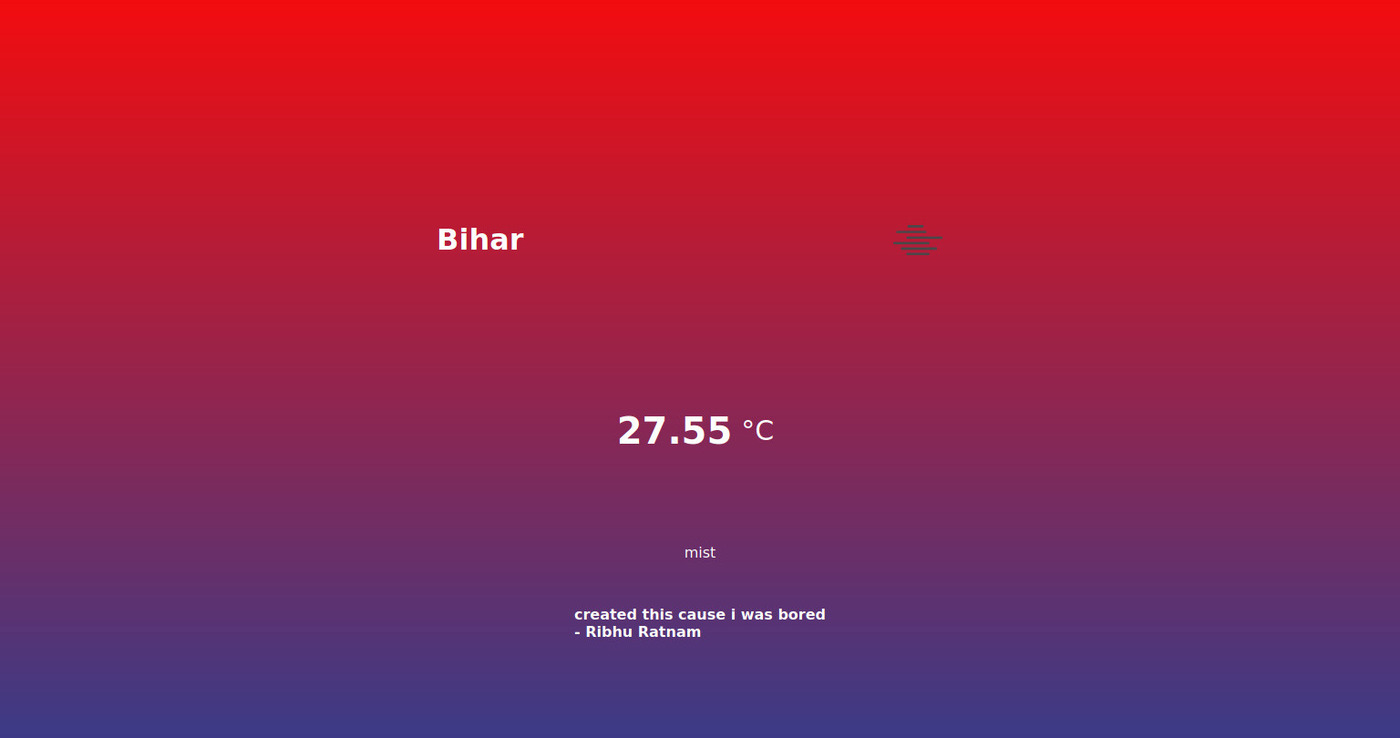 Bihar
27.55 °C
mist
created this cause i was bored
- Ribhu Ratnam